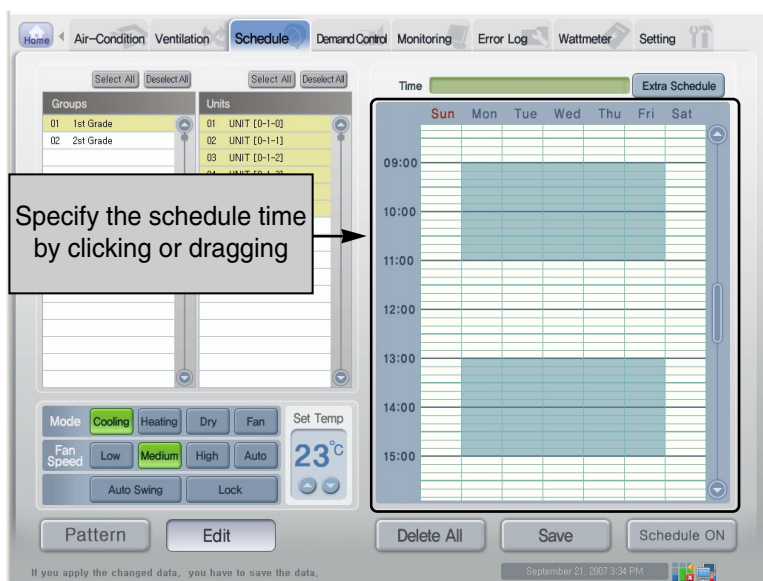 Home Air-Condition Ventilation Schedule Demand Control Monitoring Error Log Wattmeter Setting
Select All Deselect All Select All Deselect All
Groups
01 1st Grade
02 2st Grade
Units
01 UNIT [0-1-0]
02 UNIT [0-1-1]
03 UNIT [0-1-2]
Specify the schedule time
by clicking or dragging
Mode Cooling Heating Dry Fan
Fan Speed Low Medium High Auto
Auto Swing Lock
Set Temp
23°C
Pattern Edit
Time Extra Schedule
Sun Mon Tue Wed Thu Fri Sat
09:00
10:00
11:00
12:00
13:00
14:00
15:00
Delete All Save Schedule ON
If you apply the changed data, you have to save the data.
September 21, 2007 3:34 PM